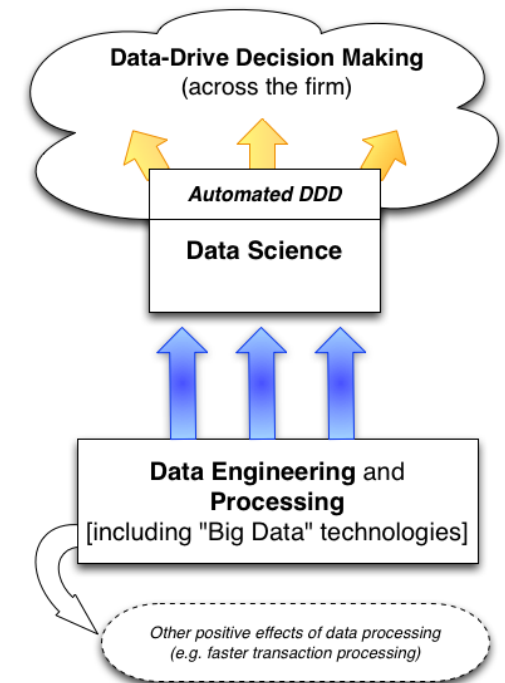 Data-Drive Decision Making
(across the firm)
Automated DDD
Data Science
Data Engineering and
Processing
[including "Big Data" technologies]
Other positive effects of data processing
(e.g. faster transaction processing)